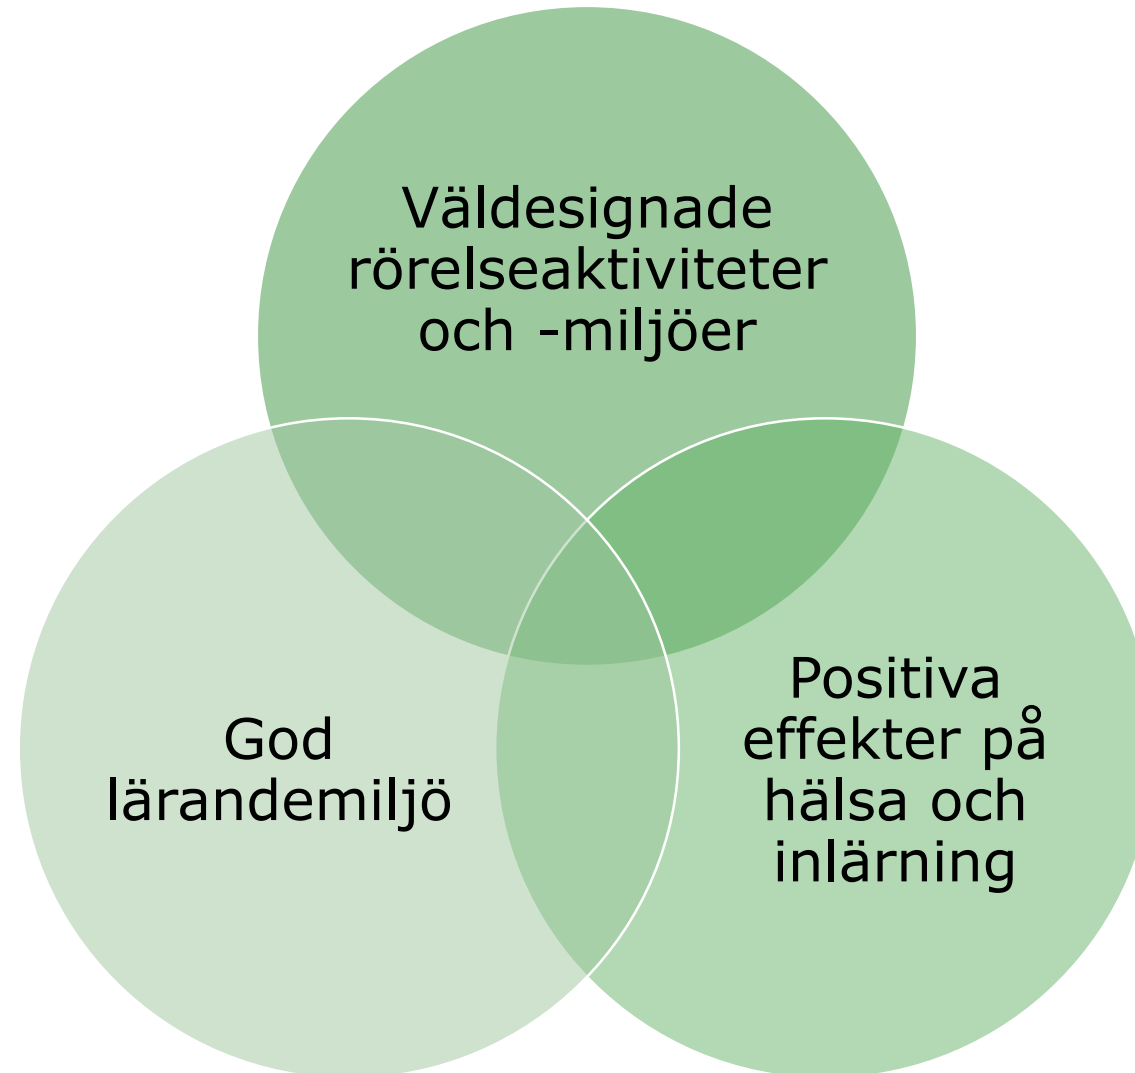 Väldesignade
rörelseaktiviteter
och -miljöer
God
lärandemiljö
Positiva
effekter på
hälsa och
inlärning